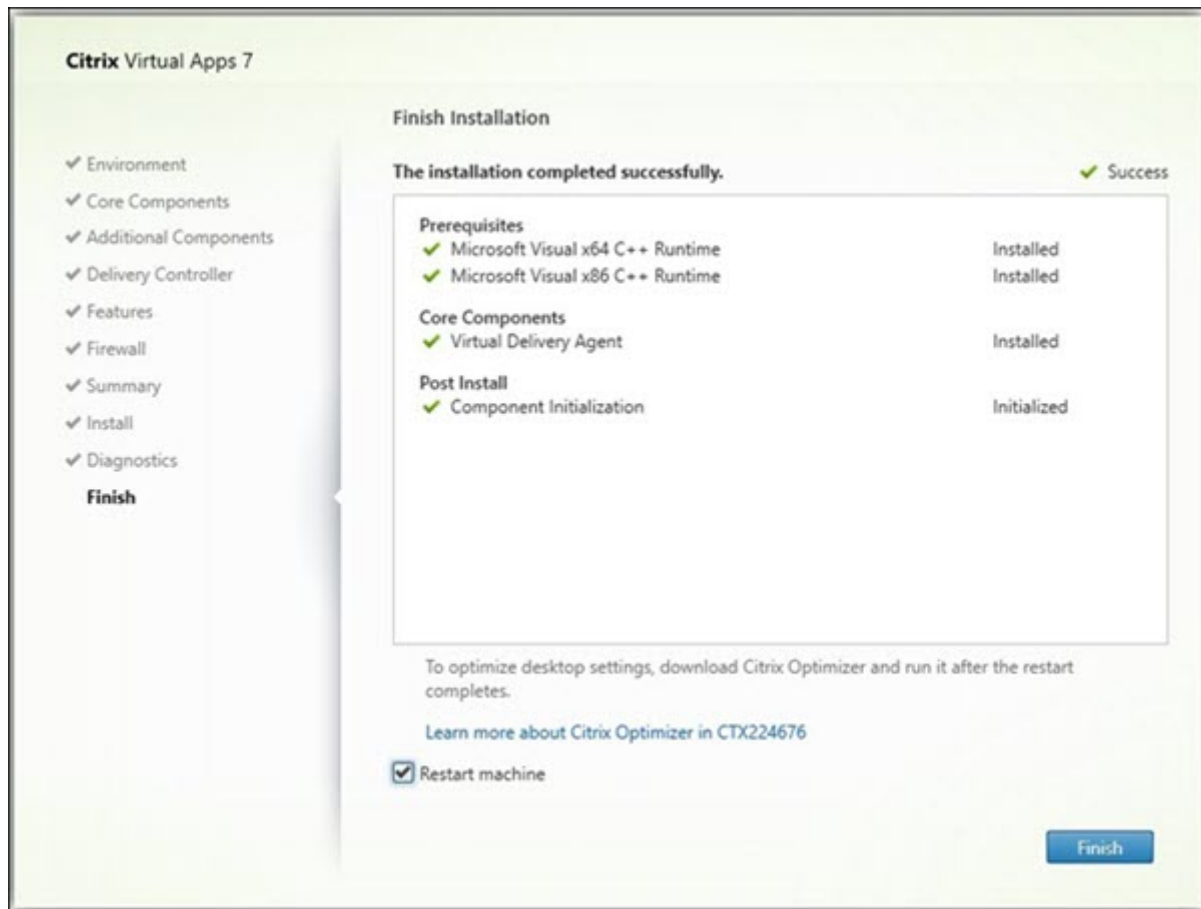 Citrix Virtual Apps 7
Environment
Core Components
Additional Components
Delivery Controller
Features
Firewall
Summary
Install
Diagnostics
Finish
Finish Installation
The installation completed successfully.
Success
Prerequisites
Microsoft Visual x64 C++ Runtime Installed
Microsoft Visual x86 C++ Runtime Installed
Core Components
Virtual Delivery Agent Installed
Post Install
Component Initialization Initialized
To optimize desktop settings, download Citrix Optimizer and run it after the restart
completes.
Learn more about Citrix Optimizer in CTX224676
Restart machine
Finish